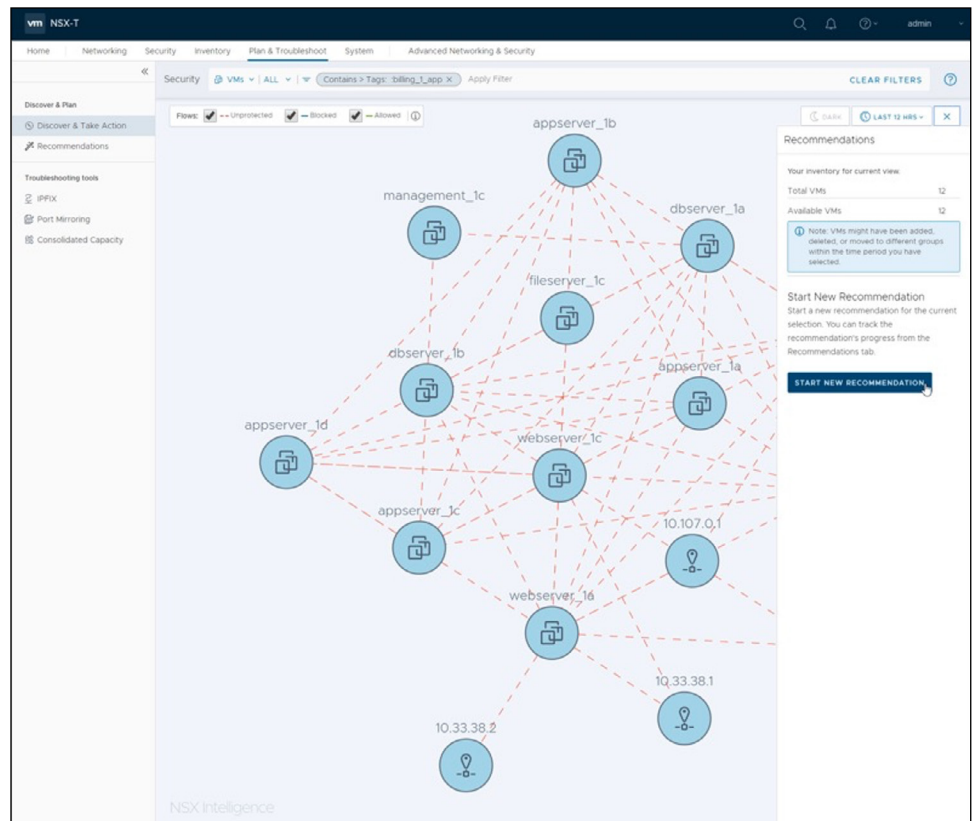 vm NSX-T
admin
Home Networking Security Inventory Plan & Troubleshoot System Advanced Networking & Security
Security VMs ALL Contains > Tags: :billing_1_app × Apply Filter CLEAR FILTERS
Discover & Plan
Discover & Take Action
Recommendations
Troubleshooting tools
IPFIX
Port Mirroring
Consolidated Capacity
Flows: -- Unprotected — Blocked — Allowed
DARK LAST 12 HRS
appserver_1b
management_1c
dbserver_1a
fileserver_1c
dbserver_1b
appserver_1a
appserver_1d
webserver_1c
appserver_1c
10.107.0.1
webserver_1a
10.33.38.1
10.33.38.2
NSX Intelligence
Recommendations
Your inventory for current view.
Total VMs 12
Available VMs 12
Note: VMs might have been added,
deleted, or moved to different groups
within the time period you have
selected.
Start New Recommendation
Start a new recommendation for the current
selection. You can track the
recommendation's progress from the
Recommendations tab.
START NEW RECOMMENDATION